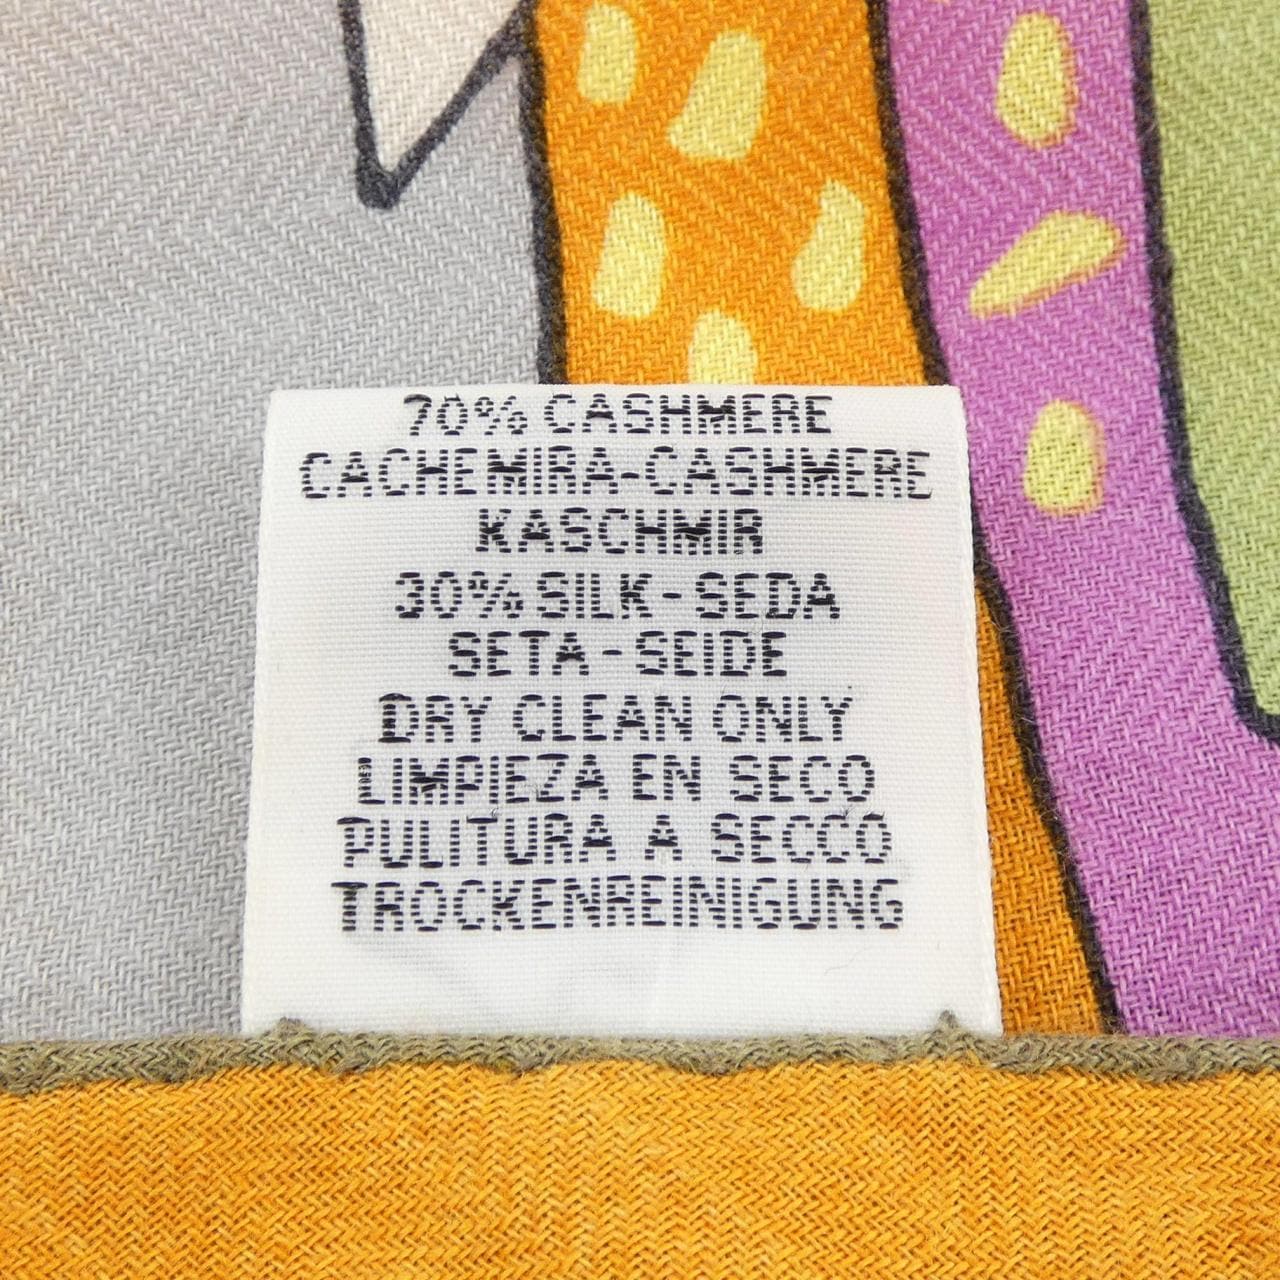 70% CASHMERE
CACHEMIRA-CASHMERE
KASCHMIR
30% SILK - SEDA
SETA - SEIDE
DRY CLEAN ONLY
LIMPIEZA EN SECO
PULITURA A SECCO
TROCKENREINIGUNG